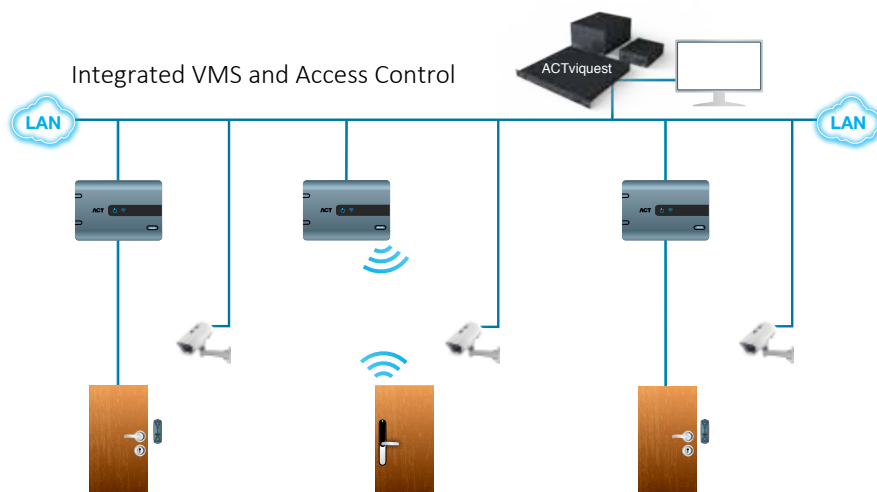 ACTviquest
Integrated VMS and Access Control
LAN
LAN
ACT
ACT
ACT